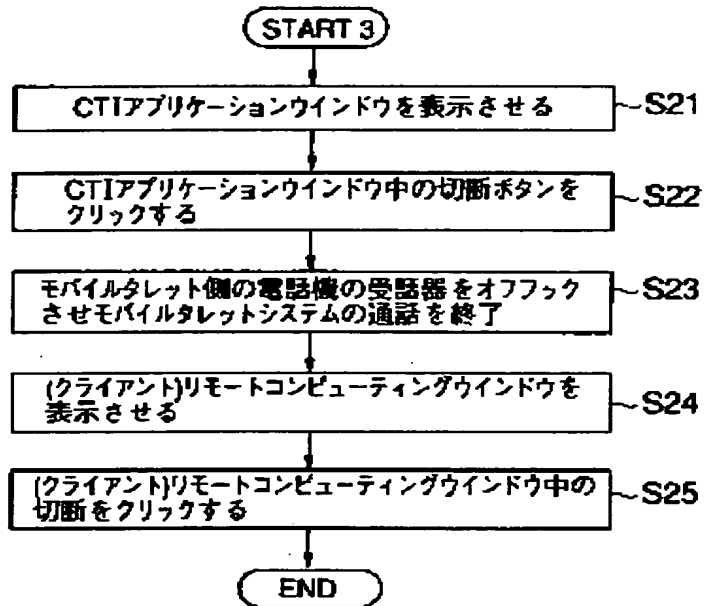 START 3
CTIアプリケーションウインドウを表示させる
S21
CTIアプリケーションウインドウ中の切断ボタンを
クリックする
S22
モバイルタレット側の電話機の受話器をオフフック
させモバイルタレットシステムの通話を終了
S23
(クライアント)リモートコンピューティングウインドウを
表示させる
S24
(クライアント)リモートコンピューティングウインドウ中の
切断をクリックする
S25
END